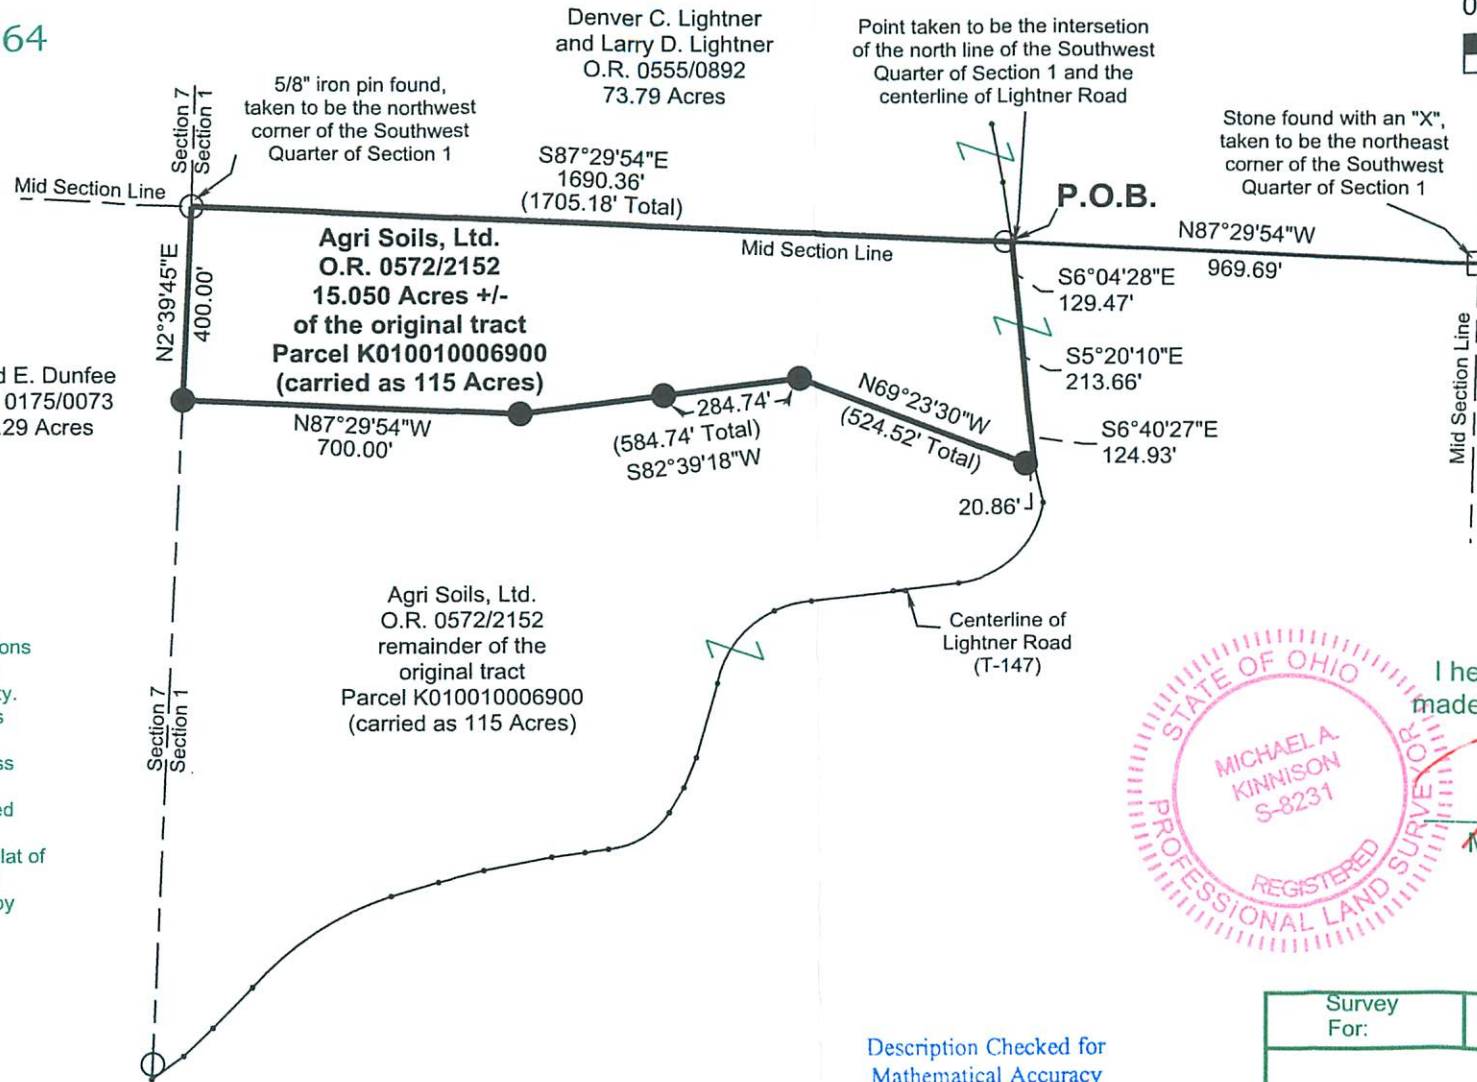 64
Denver C. Lightner
and Larry D. Lightner
O.R. 0555/0892
73.79 Acres
Point taken to be the intersetion
of the north line of the Southwest
Quarter of Section 1 and the
centerline of Lightner Road
5/8" iron pin found,
taken to be the northwest
corner of the Southwest
Quarter of Section 1
Section 7
Section 1
Stone found with an "X",
taken to be the northeast
corner of the Southwest
Quarter of Section 1
Mid Section Line
S87°29'54"E
1690.36'
(1705.18' Total)
P.O.B.
Mid Section Line
N87°29'54"W
969.69'
Agri Soils, Ltd.
O.R. 0572/2152
15.050 Acres +/-
of the original tract
Parcel K010010006900
(carried as 115 Acres)
N2°39'45"E
400.00'
S6°04'28"E
129.47'
S5°20'10"E
213.66'
S6°40'27"E
124.93'
Mid Section Line
E. Dunfee
0175/0073
.29 Acres
N87°29'54"W
700.00'
284.74'
(584.74' Total)
S82°39'18"W
N69°23'30"W
(524.52' Total)
20.86'
Agri Soils, Ltd.
O.R. 0572/2152
remainder of the
original tract
Parcel K010010006900
(carried as 115 Acres)
Centerline of
Lightner Road
(T-147)
Section 7
Section 1
ons
ty.
s
ss
ed
lat of
by
STATE OF OHIO
MICHAEL A.
KINNISON
S-8231
REGISTERED
PROFESSIONAL LAND SURVEYOR
I he
made
Survey
For:
Description Checked for
Mathematical Accuracy